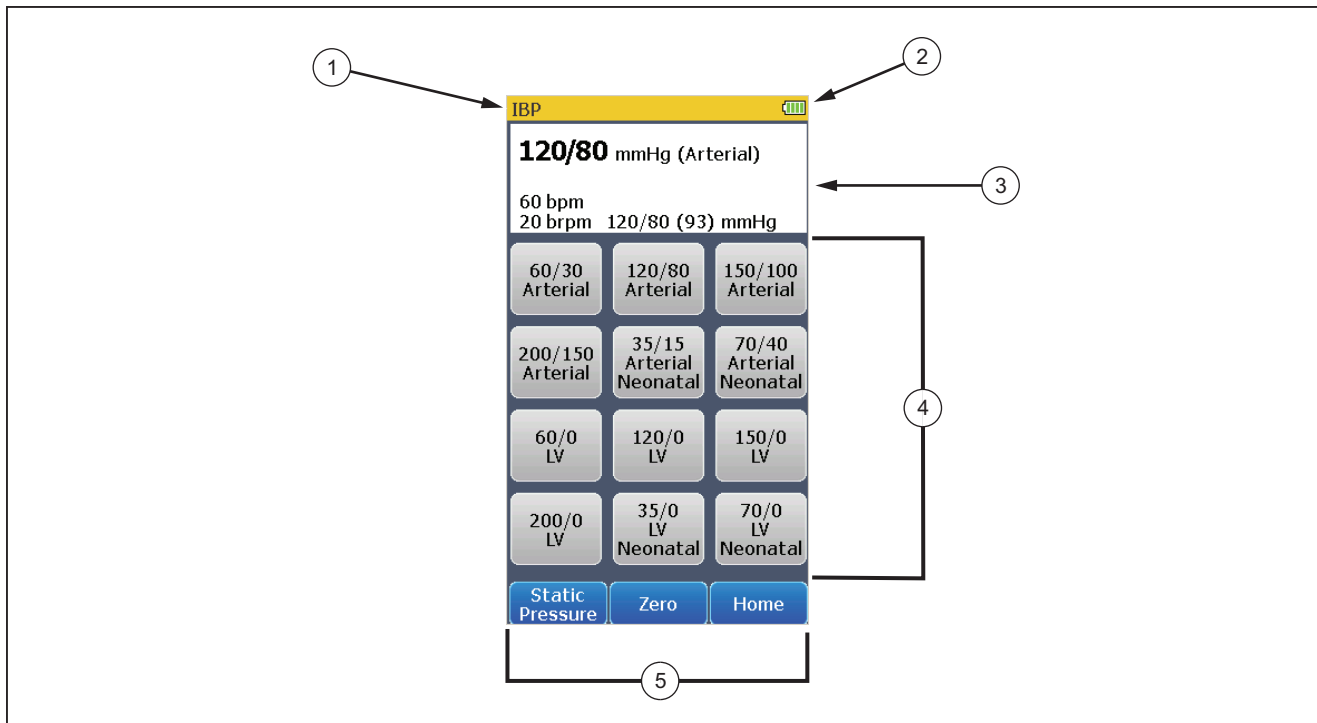 1
2
IBP
120/80 mmHg (Arterial)
3
60 bpm
20 brpm 120/80 (93) mmHg
60/30
Arterial
120/80
Arterial
150/100
Arterial
200/150
Arterial
35/15
Arterial
Neonatal
70/40
Arterial
Neonatal
4
60/0
LV
120/0
LV
150/0
LV
200/0
LV
35/0
LV
Neonatal
70/0
LV
Neonatal
Static
Pressure
Zero
Home
5